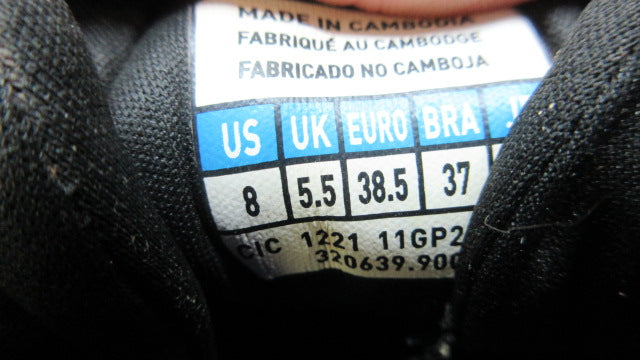 MADE IN CAMBODIA
FABRIQUÉ AU CAMBODGE
FABRICADO NO CAMBOJA
US UK EURO BRA
8 5.5 38.5 37
CIC 1221 11GP2
320639.900